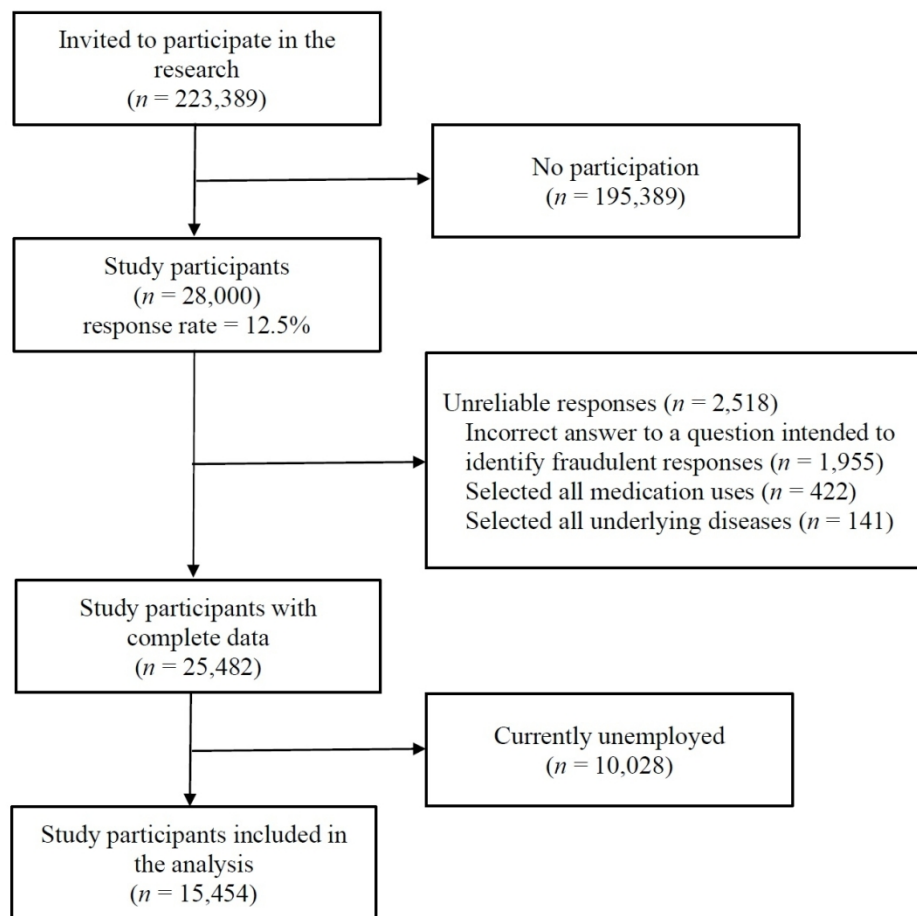 Invited to participate in the
research
(n = 223,389)
No participation
(n = 195,389)
Study participants
(n = 28,000)
response rate = 12.5%
Unreliable responses (n = 2,518)
Incorrect answer to a question intended to
identify fraudulent responses (n = 1,955)
Selected all medication uses (n = 422)
Selected all underlying diseases (n = 141)
Study participants with
complete data
(n = 25,482)
Currently unemployed
(n = 10,028)
Study participants included in
the analysis
(n = 15,454)